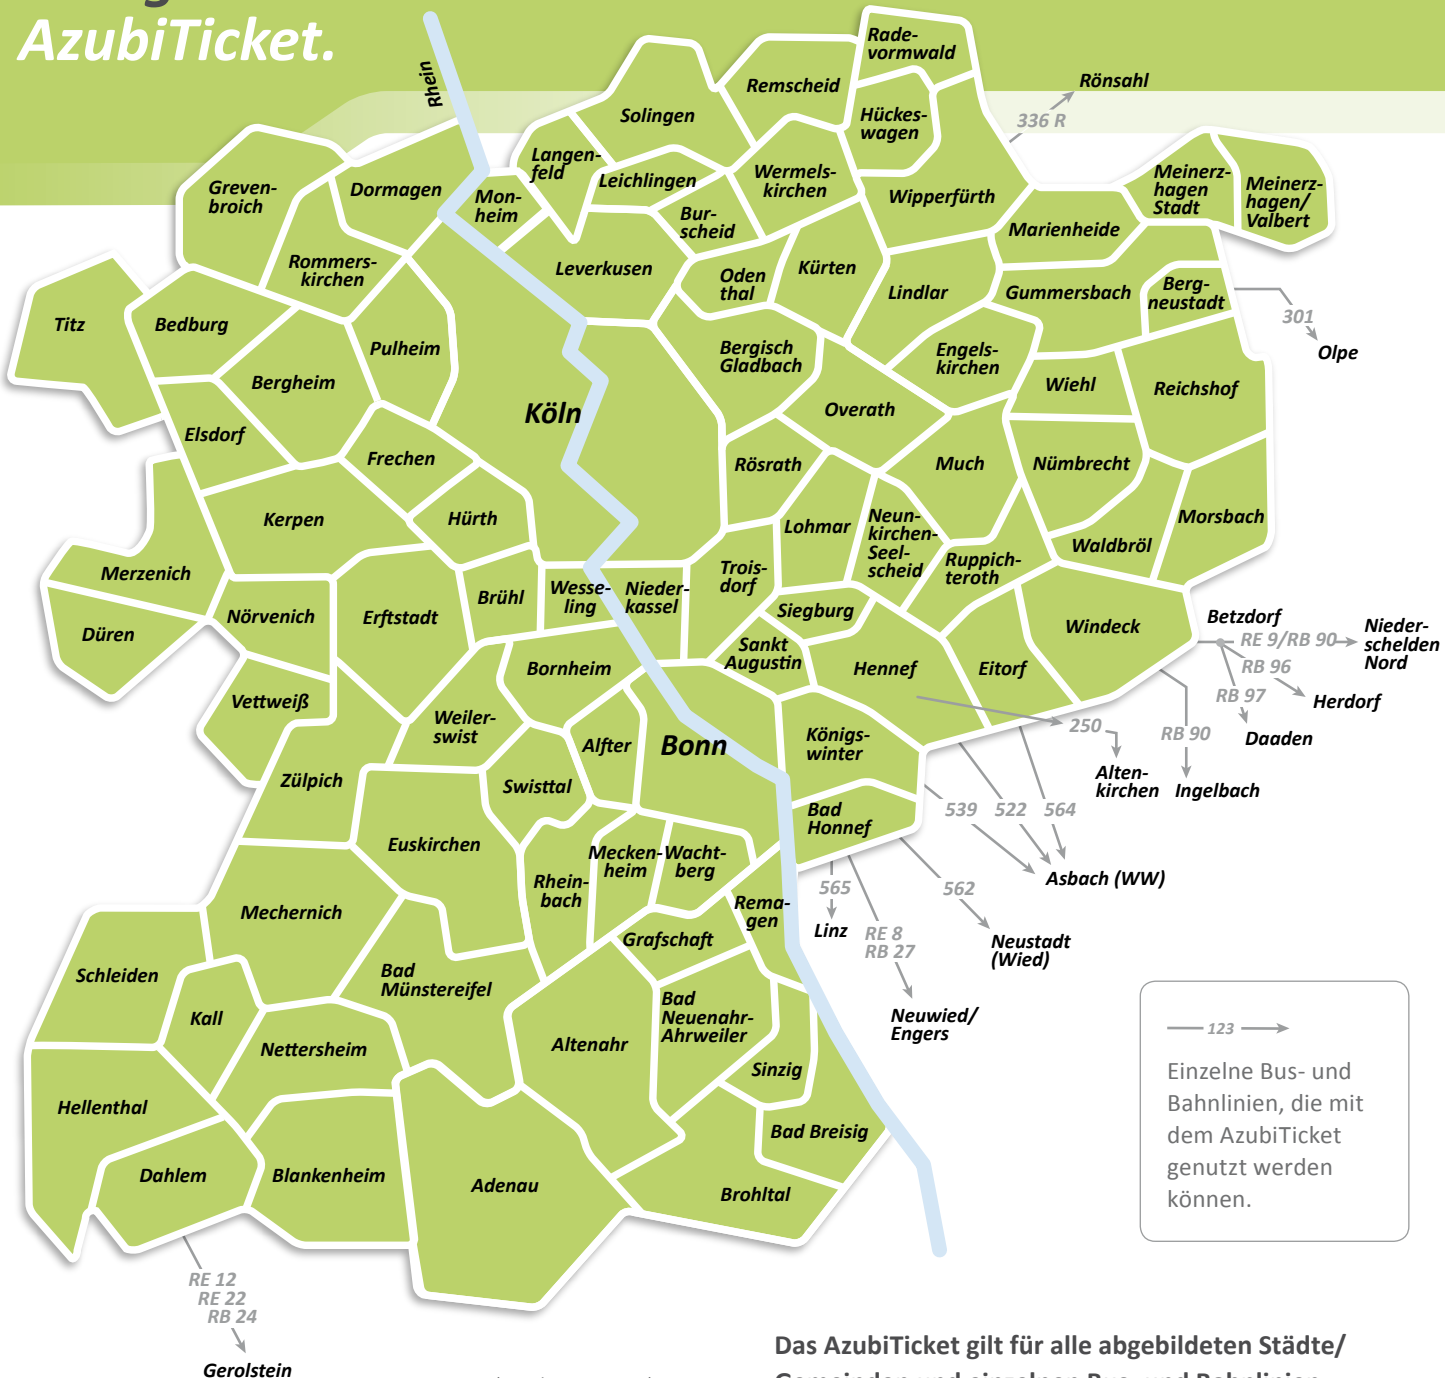 AzubiTicket.
Rhein
Rade-
vormwald
Remscheid
Rönsahl
336 R
Solingen
Hückes-
wagen
Langen-
feld
Leichlingen
Wermels-
kirchen
Wipperfürth
Meinerz-
hagen
Stadt
Meinerz-
hagen/
Valbert
Greven-
broich
Dormagen
Mon-
heim
Bur-
scheid
Marienheide
Rommers-
kirchen
Leverkusen
Oden
thal
Kürten
Lindlar
Gummersbach
Berg-
neustadt
301
Olpe
Titz
Bedburg
Pulheim
Bergisch
Gladbach
Engels-
kirchen
Wiehl
Reichshof
Bergheim
Köln
Overath
Elsdorf
Frechen
Rösrath
Much
Nümbrecht
Kerpen
Hürth
Lohmar
Neun-
kirchen-
Seel-
scheid
Morsbach
Waldbröl
Merzenich
Trois-
dorf
Ruppich-
teroth
Nörvenich
Erftstadt
Brühl
Wesse-
ling
Nieder-
kassel
Siegburg
Düren
Windeck
Betzdorf
RE 9/RB 90
Nieder-
schelden
Nord
RB 96
Herdorf
RB 97
Daaden
RB 90
Ingelbach
Sankt
Augustin
Bornheim
Hennef
Eitorf
Vettweiß
Weiler-
swist
Alfter
Bonn
Königs-
winter
250
Alten-
kirchen
Zülpich
Swisttal
Bad
Honnef
539
522
564
Asbach (WW)
Euskirchen
Rhein-
bach
Mecken-
heim
Wacht-
berg
565
Linz
562
Neustadt
(Wied)
RE 8
RB 27
Neuwied/
Engers
Mechernich
Rema-
gen
Grafschaft
Schleiden
Bad
Münstereifel
Kall
Bad
Neuenahr-
Ahrweiler
Altenahr
Nettersheim
Sinzig
Hellenthal
Bad Breisig
Dahlem
Blankenheim
Adenau
Brohltal
RE 12
RE 22
RB 24
Gerolstein
123
Einzelne Bus- und
Bahnlinien, die mit
dem AzubiTicket
genutzt werden
können.
Das AzubiTicket gilt für alle abgebildeten Städte/
Gemeinden und einzelnen Bus- und Bahnlinien